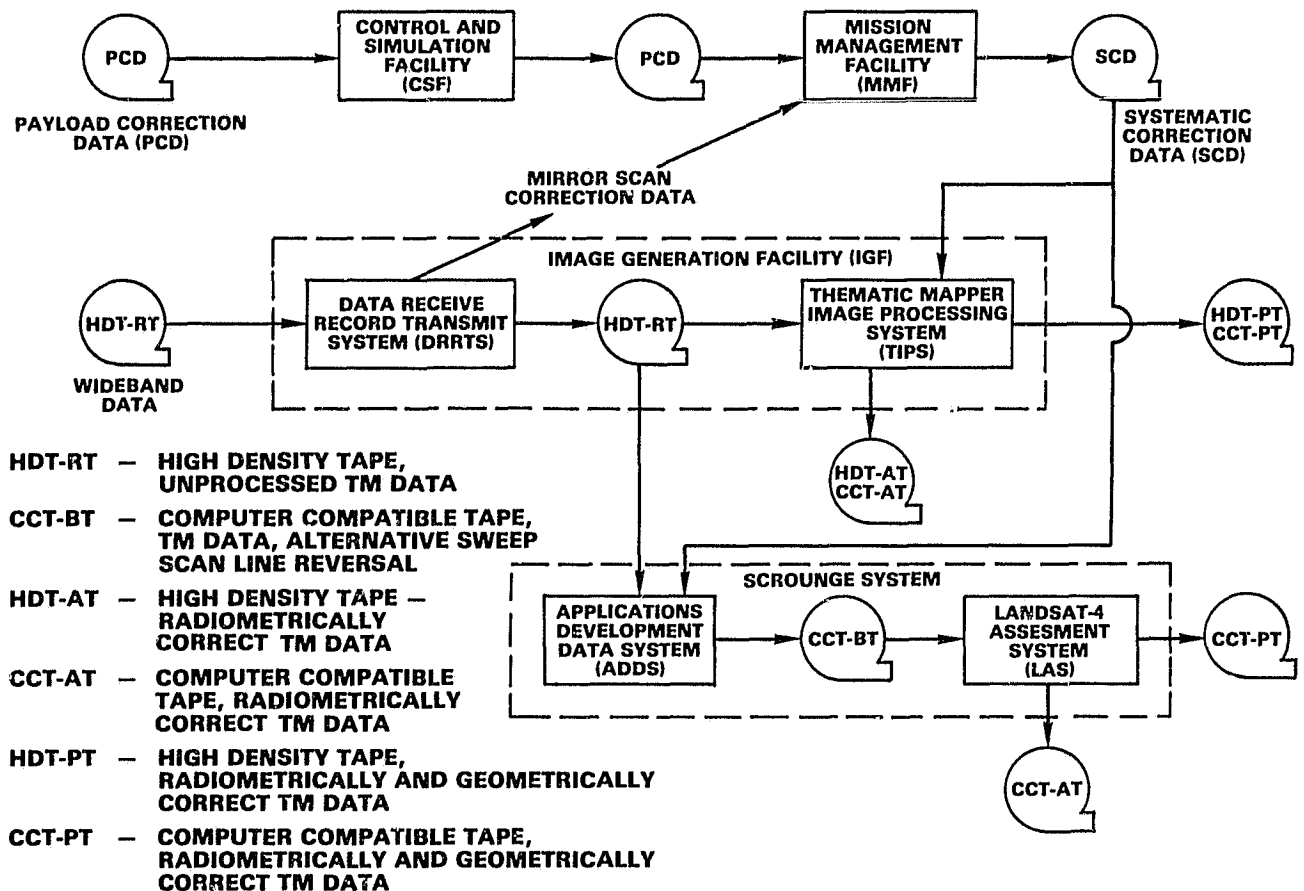 PCD
CONTROL AND
SIMULATION
FACILITY
(CSF)
PCD
MISSION
MANAGEMENT
FACILITY
(MMF)
SCD
PAYLOAD CORRECTION
DATA (PCD)
SYSTEMATIC
CORRECTION
DATA (SCD)
MIRROR SCAN
CORRECTION DATA
IMAGE GENERATION FACILITY (IGF)
HDT-RT
WIDEBAND
DATA
DATA RECEIVE
RECORD TRANSMIT
SYSTEM (DRRTS)
HDT-RT
THEMATIC MAPPER
IMAGE PROCESSING
SYSTEM
(TIPS)
HDT-PT
CCT-PT
HDT-AT
CCT-AT
SCROUNGE SYSTEM
APPLICATIONS
DEVELOPMENT
DATA SYSTEM
(ADDS)
CCT-BT
LANDSAT-4
ASSESMENT
SYSTEM
(LAS)
CCT-PT
CCT-AT
HDT-RT — HIGH DENSITY TAPE,
UNPROCESSED TM DATA
CCT-BT — COMPUTER COMPATIBLE TAPE,
TM DATA, ALTERNATIVE SWEEP
SCAN LINE REVERSAL
HDT-AT — HIGH DENSITY TAPE —
RADIOMETRICALLY
CORRECT TM DATA
CCT-AT — COMPUTER COMPATIBLE
TAPE, RADIOMETRICALLY
CORRECT TM DATA
HDT-PT — HIGH DENSITY TAPE,
RADIOMETRICALLY AND GEOMETRICALLY
CORRECT TM DATA
CCT-PT — COMPUTER COMPATIBLE TAPE,
RADIOMETRICALLY AND GEOMETRICALLY
CORRECT TM DATA